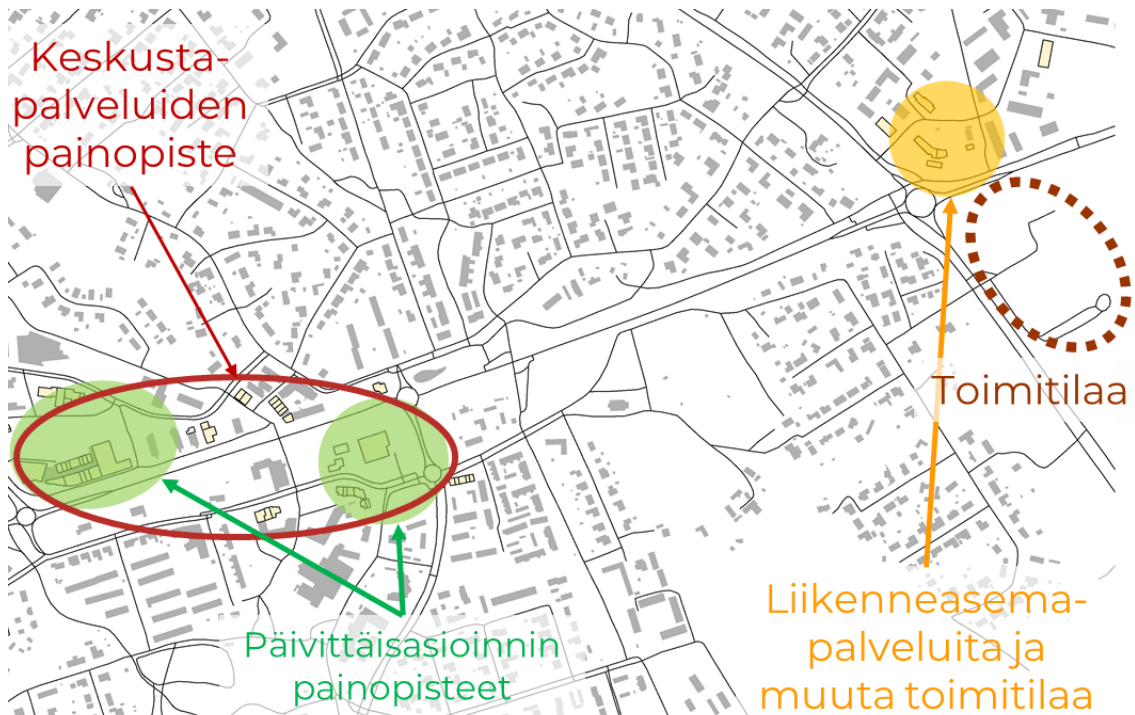 Keskusta-
palveluiden
painopiste
Toimitilaa
Päivittäisasioinnin
painopisteet
Liikenneasema-
palveluita ja
muuta toimitilaa